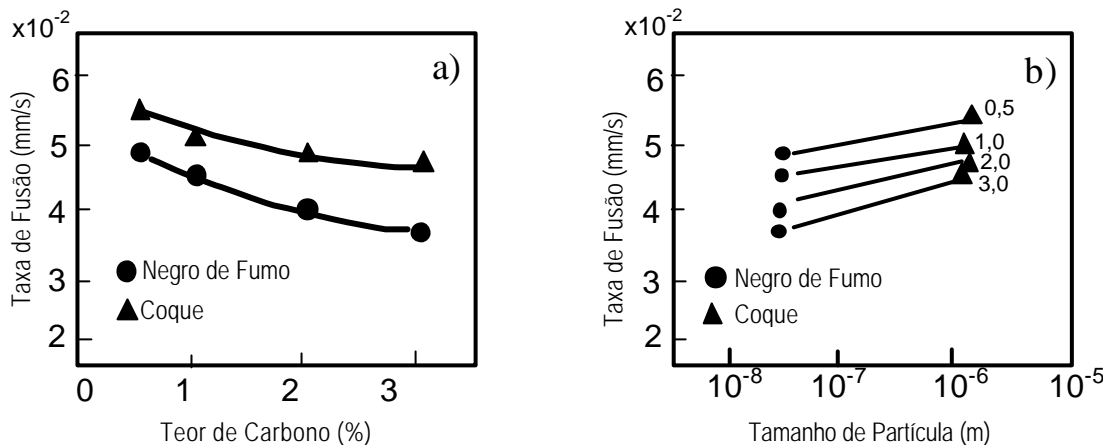 x10-2
a)
6
5
4
3
2
Taxa de Fusão (mm/s)
Negro de Fumo
Coque
0 1 2 3
Teor de Carbono (%)
x10-2
b)
6
5
4
3
2
Taxa de Fusão (mm/s)
0,5
1,0
2,0
3,0
Negro de Fumo
Coque
10-8 10-7 10-6 10-5
Tamanho de Partícula (m)